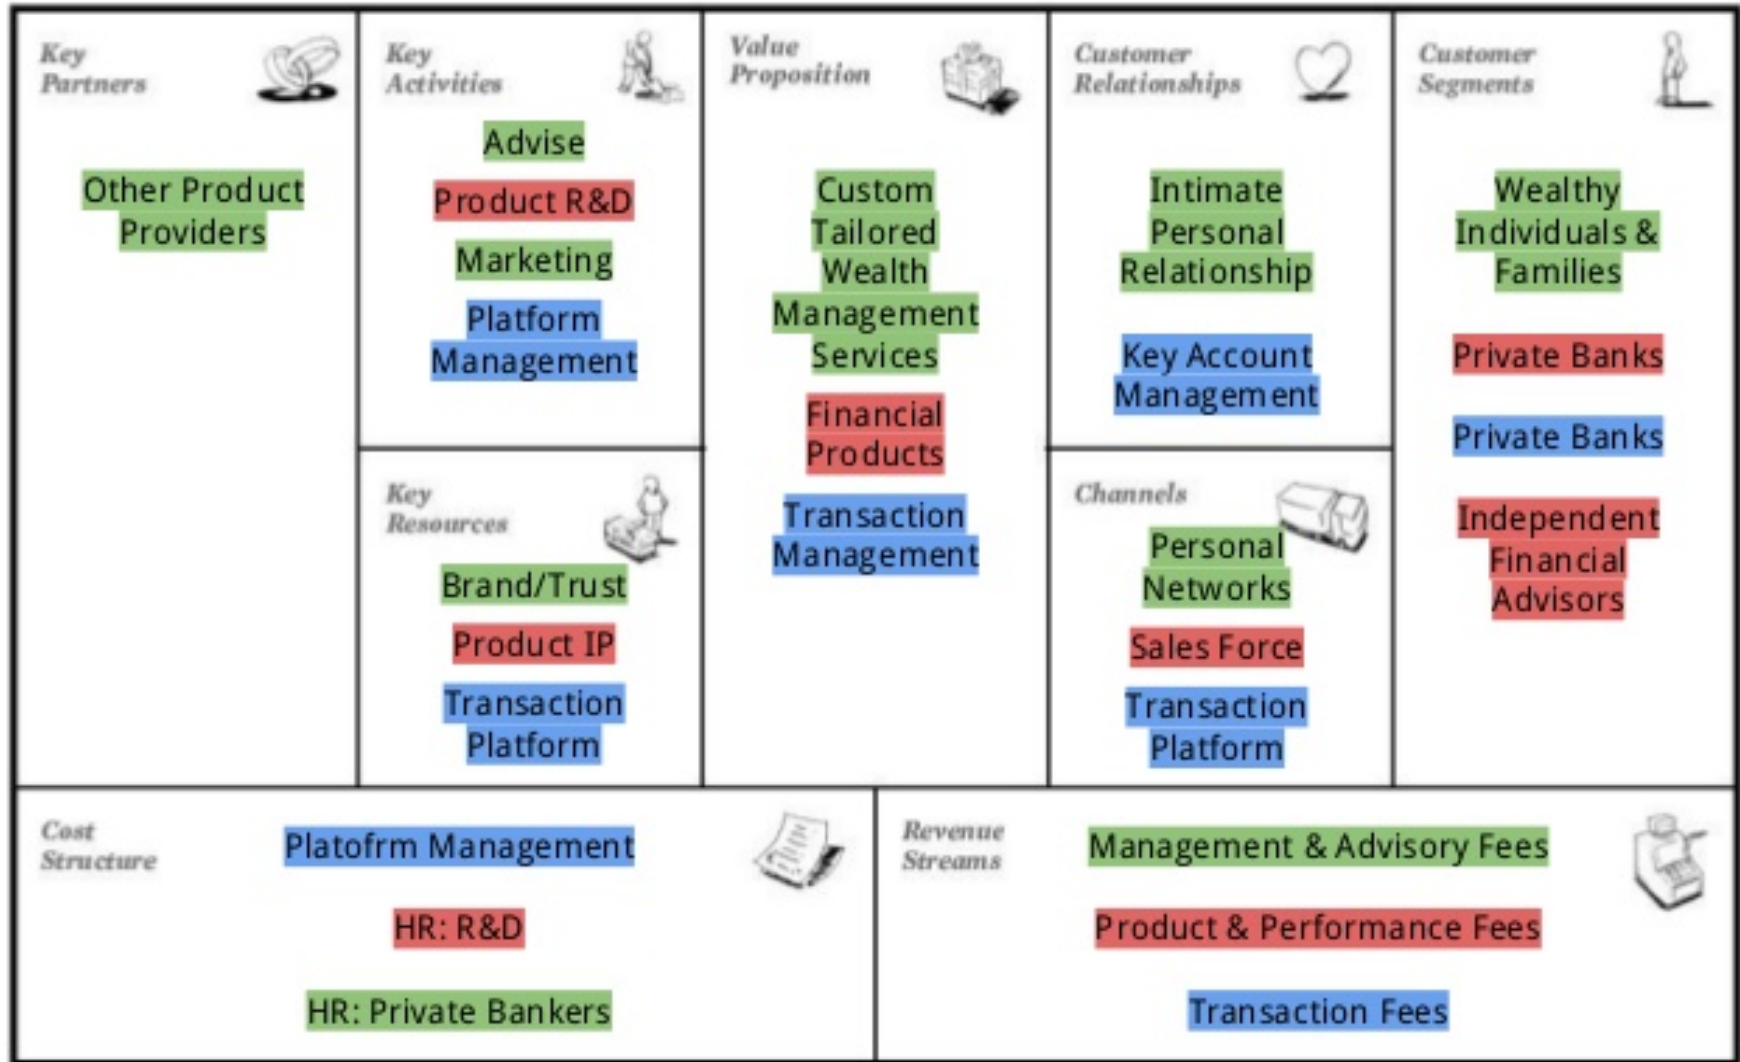 Key
Partners
Other Product
Providers
Key
Activities
Advise
Product R&D
Marketing
Platform
Management
Key
Resources
Brand/Trust
Product IP
Transaction
Platform
Value
Proposition
Custom
Tailored
Wealth
Management
Services
Financial
Products
Transaction
Management
Customer
Relationships
Intimate
Personal
Relationship
Key Account
Management
Channels
Personal
Networks
Sales Force
Transaction
Platform
Customer
Segments
Wealthy
Individuals &
Families
Private Banks
Private Banks
Independent
Financial
Advisors
Cost
Structure
Platofrm Management
HR: R&D
HR: Private Bankers
Revenue
Streams
Management & Advisory Fees
Product & Performance Fees
Transaction Fees